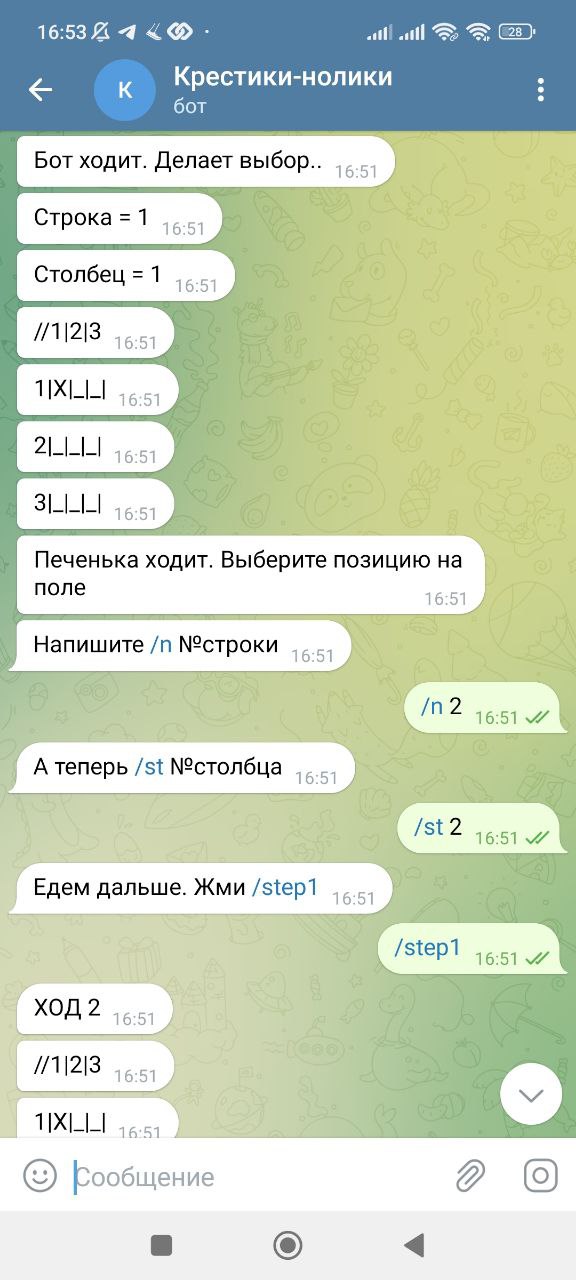 16:53
28
К
Крестики-нолики
бот
Бот ходит. Делает выбор.. 16:51
Строка = 1 16:51
Столбец = 1 16:51
//1|2|3 16:51
1|X|_|_| 16:51
2|_|_|_| 16:51
3|_|_|_| 16:51
Печенька ходит. Выберите позицию на
поле 16:51
Напишите /n №строки 16:51
/n 2 16:51
А теперь /st №столбца 16:51
/st 2 16:51
Едем дальше. Жми /step1 16:51
/step1 16:51
ХОД 2 16:51
//1|2|3 16:51
1|X|_|_| 16:51
Сообщение